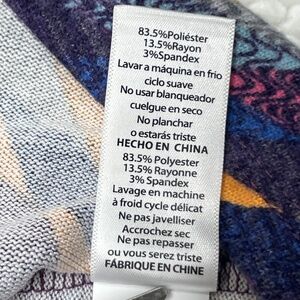 83.5%Poliéster
13.5%Rayon
3%Spandex
Lavar a máquina en frio
ciclo suave
No usar blanqueador
cuelgue en seco
No planchar
o estarás triste
HECHO EN CHINA
83.5% Polyester
13.5% Rayonne
3% Spandex
Lavage en machine
à froid cycle délicat
Ne pas javelliser
Accrochez sec
Ne pas repasser
ou vous serez triste
FÀBRIQUE EN CHINE